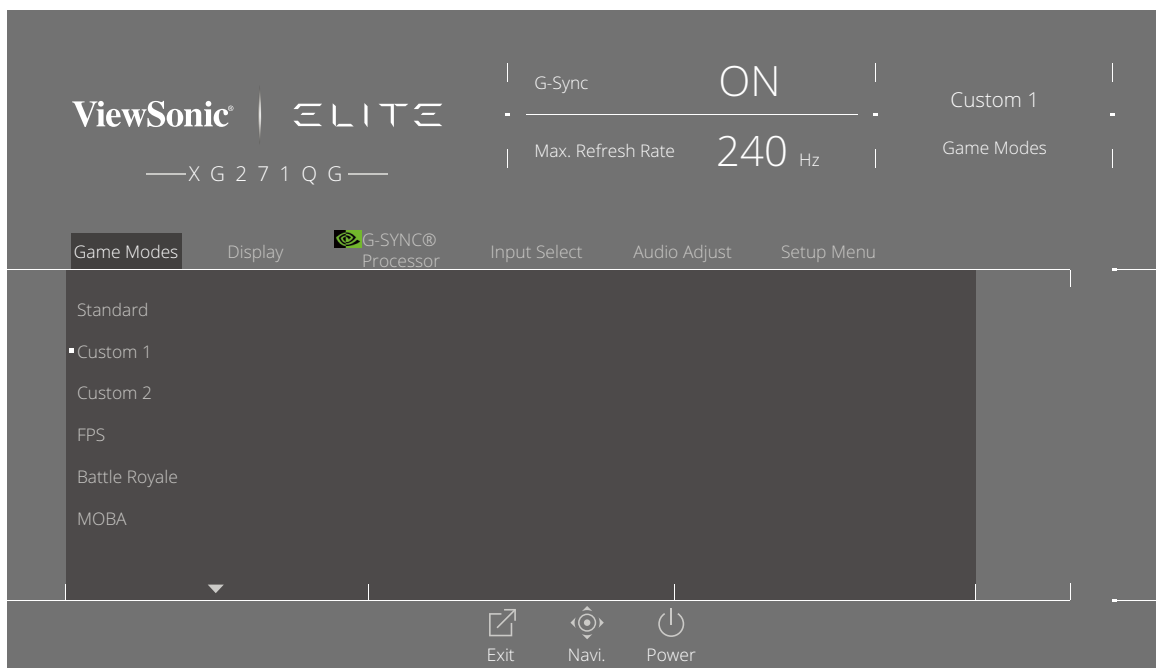 ViewSonic® ELITE
XG271QG
G-Sync ON
Max. Refresh Rate 240 Hz
Custom 1
Game Modes
Game Modes
Display
G-SYNC®
Processor
Input Select
Audio Adjust
Setup Menu
Standard
Custom 1
Custom 2
FPS
Battle Royale
MOBA
Exit
Navi.
Power